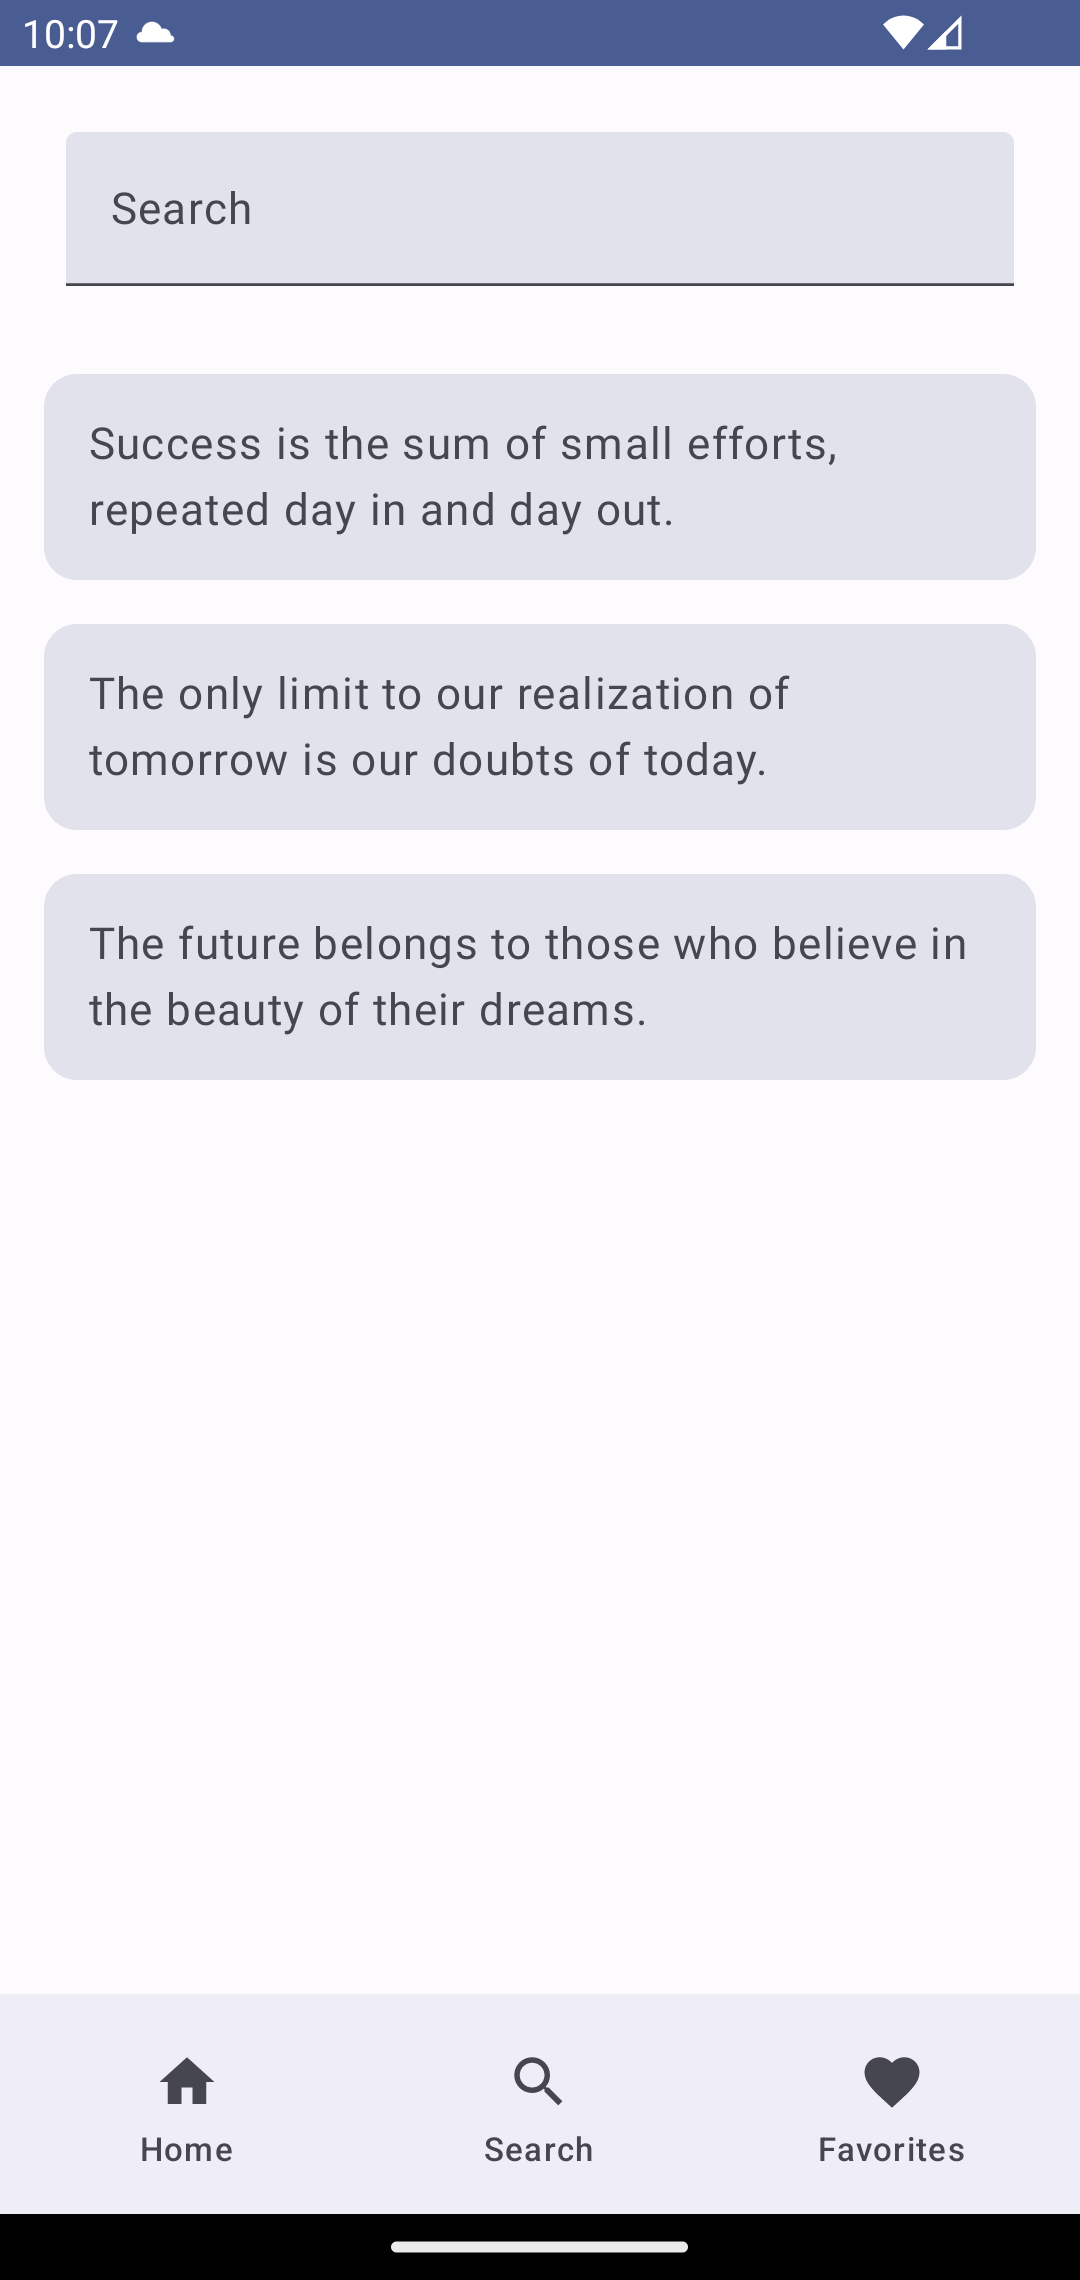 10:07
Search
Success is the sum of small efforts,
repeated day in and day out.
The only limit to our realization of
tomorrow is our doubts of today.
The future belongs to those who believe in
the beauty of their dreams.
Home
Search
Favorites